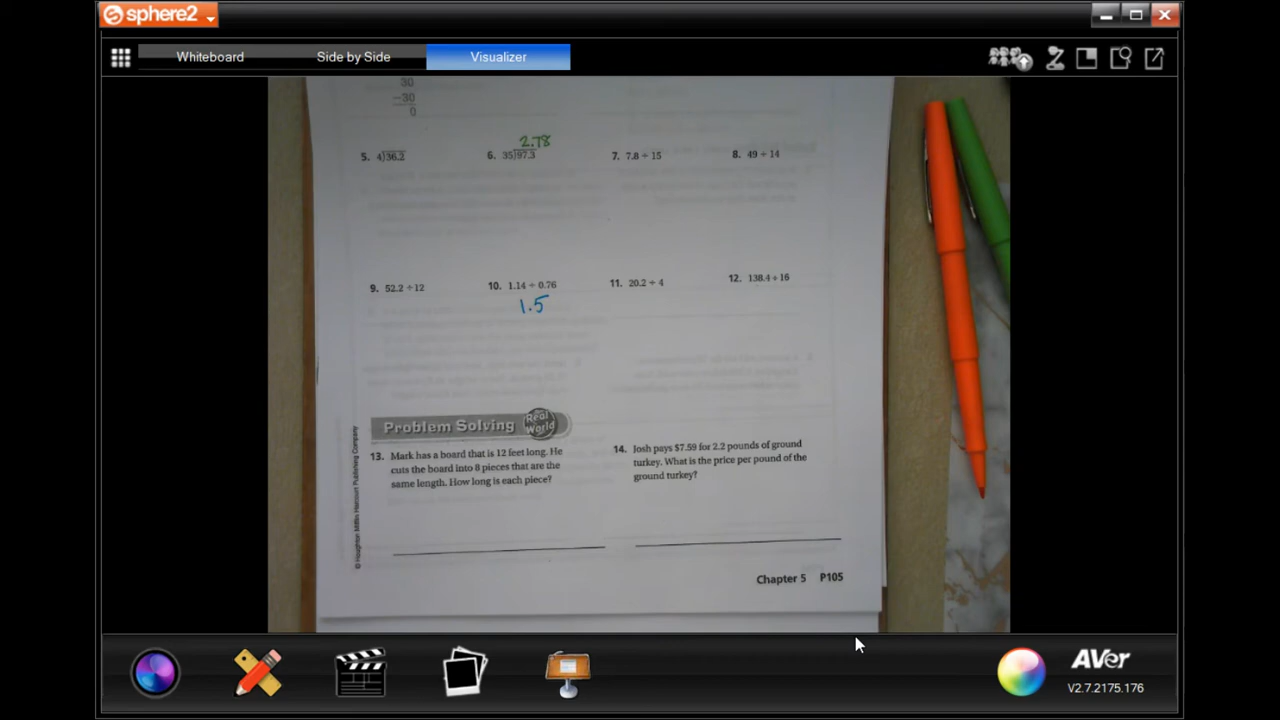 sphere2
Whiteboard
Side by Side
Visualizer
30
−30
0
5. 4)36.2
2.78
6. 35)97.3
7. 7.8 ÷ 15
8. 49 ÷ 14
9. 52.2 ÷ 12
10. 1.14 ÷ 0.76
1.5
11. 20.2 ÷ 4
12. 138.4 ÷ 16
Problem Solving Real World
13. Mark has a board that is 12 feet long. He
cuts the board into 8 pieces that are the
same length. How long is each piece?
14. Josh pays $7.59 for 2.2 pounds of ground
turkey. What is the price per pound of the
ground turkey?
© Houghton Mifflin Harcourt Publishing Company
Chapter 5 P105
AVer
V2.7.2175.176